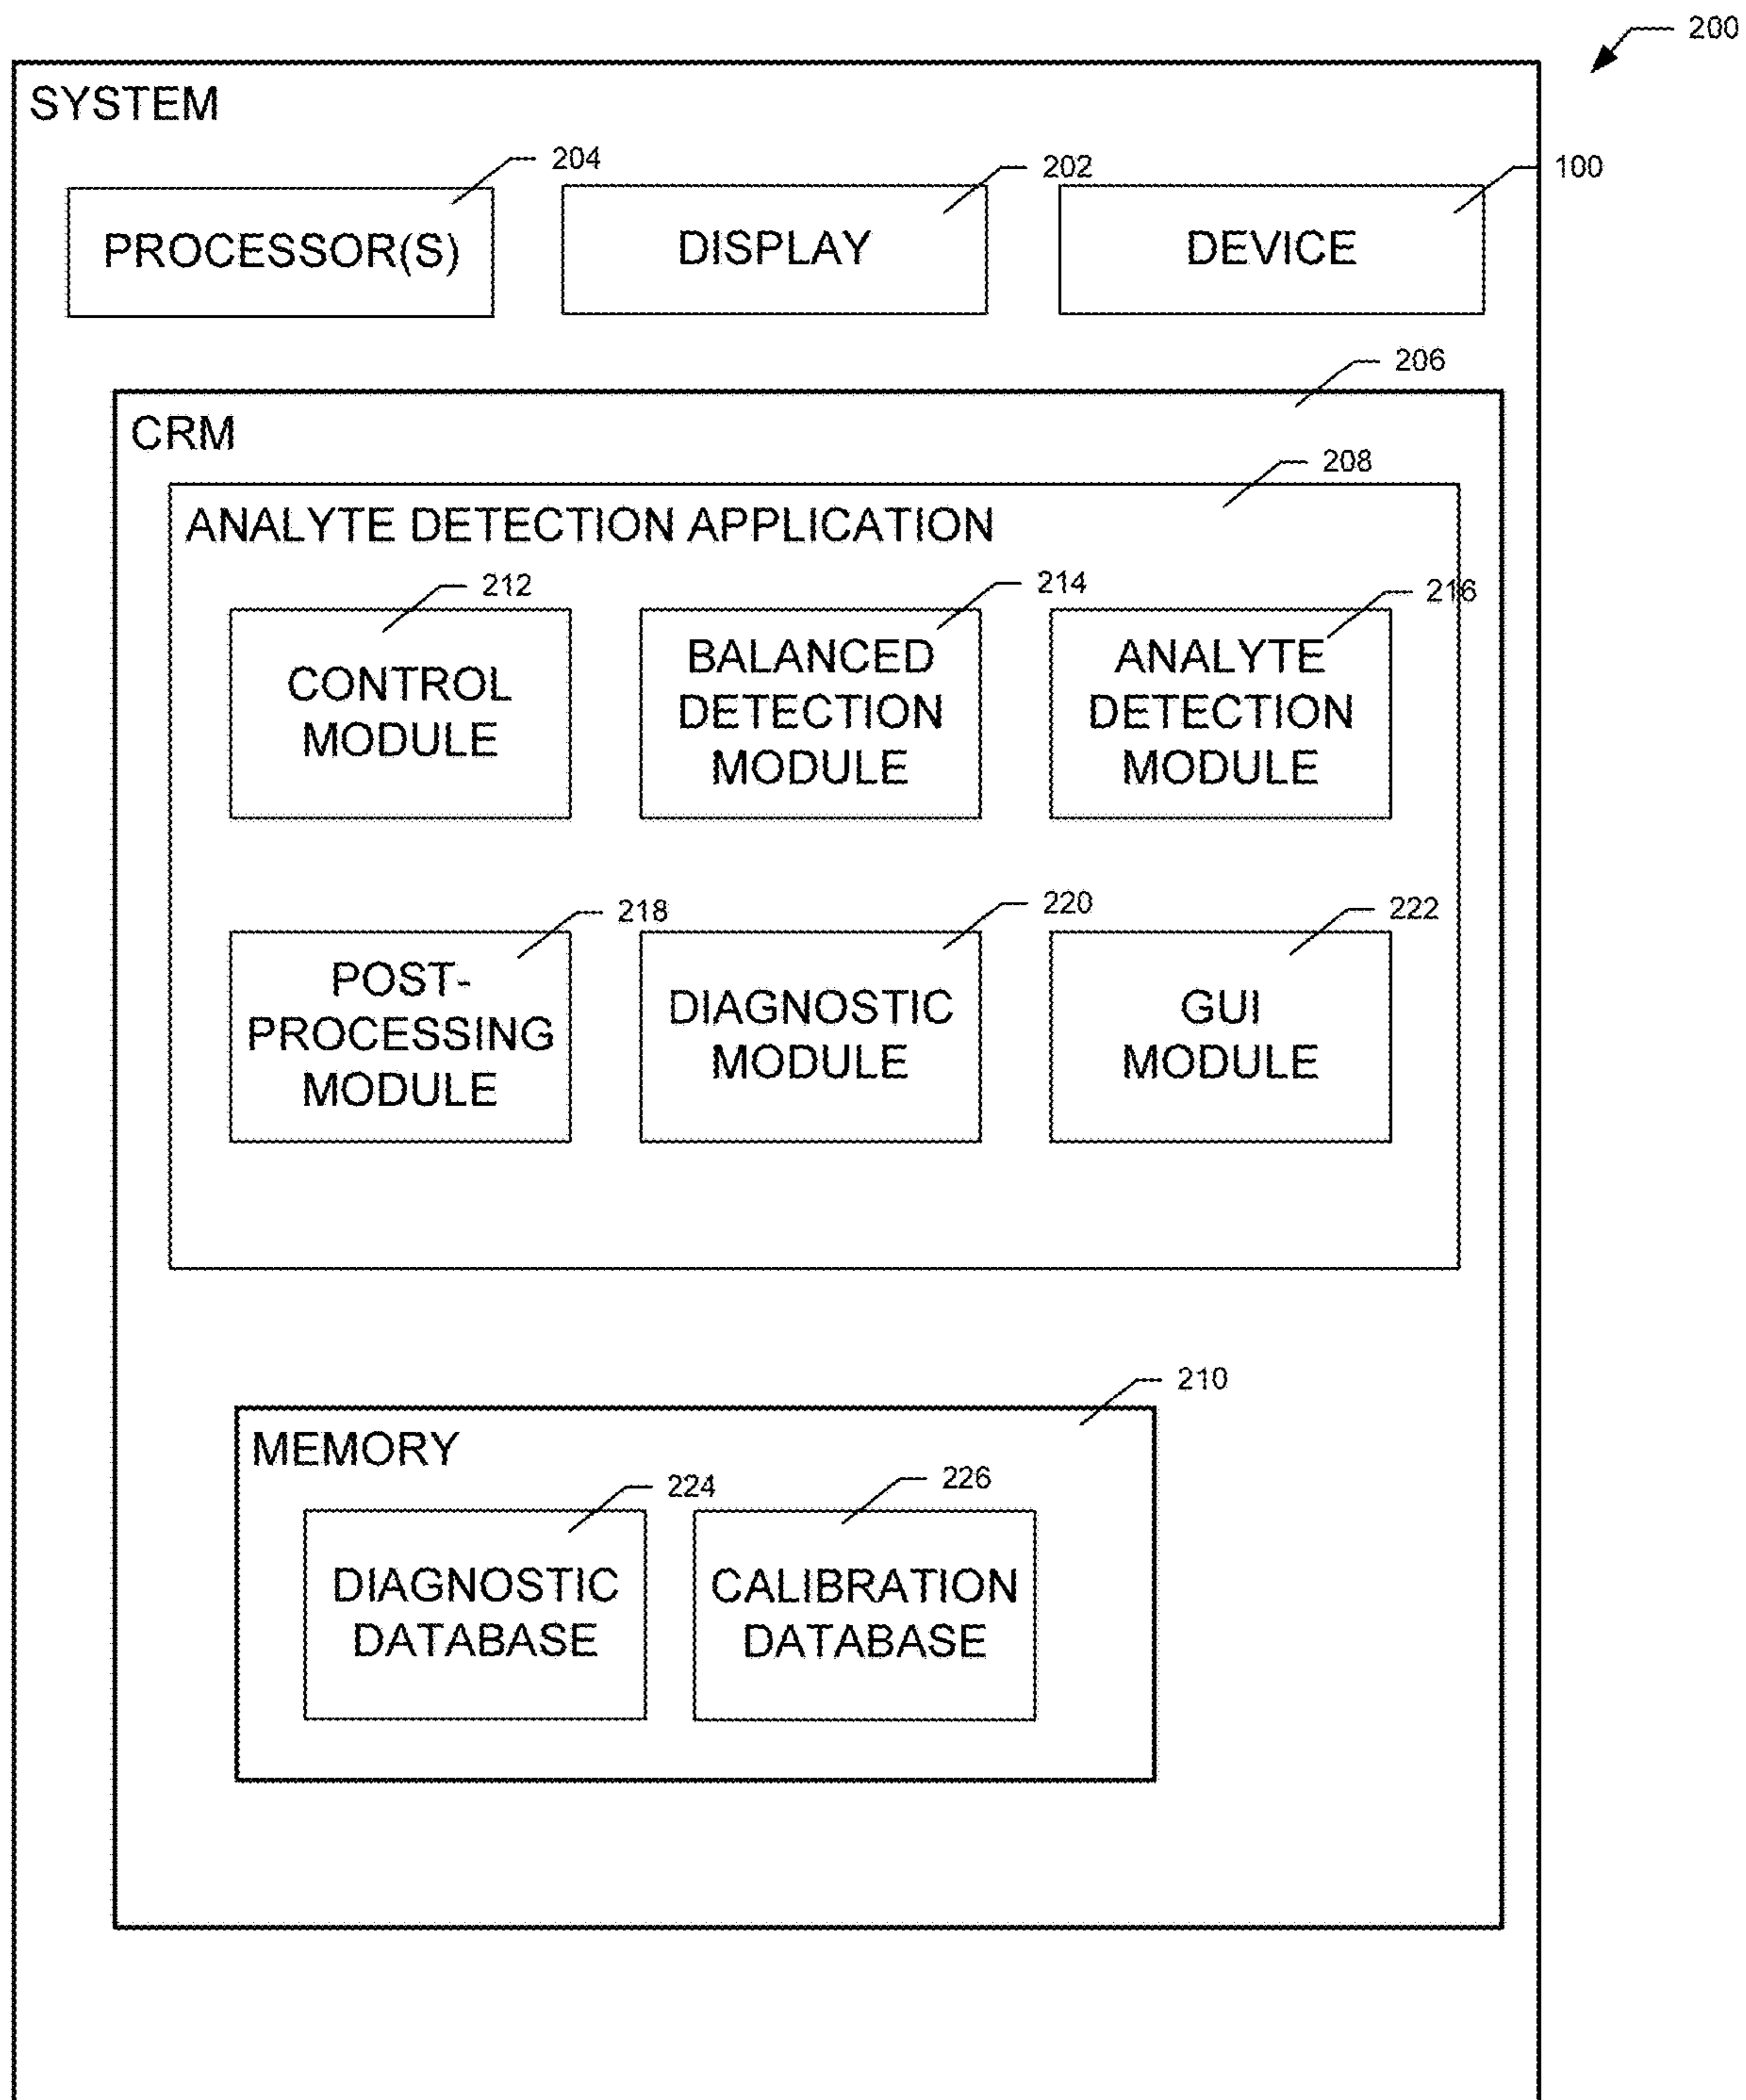 200
SYSTEM
204
202
100
PROCESSOR(S)
DISPLAY
DEVICE
206
CRM
208
ANALYTE DETECTION APPLICATION
212
214
216
CONTROL
MODULE
BALANCED
DETECTION
MODULE
ANALYTE
DETECTION
MODULE
218
220
222
POST-
PROCESSING
MODULE
DIAGNOSTIC
MODULE
GUI
MODULE
210
MEMORY
224
226
DIAGNOSTIC
DATABASE
CALIBRATION
DATABASE